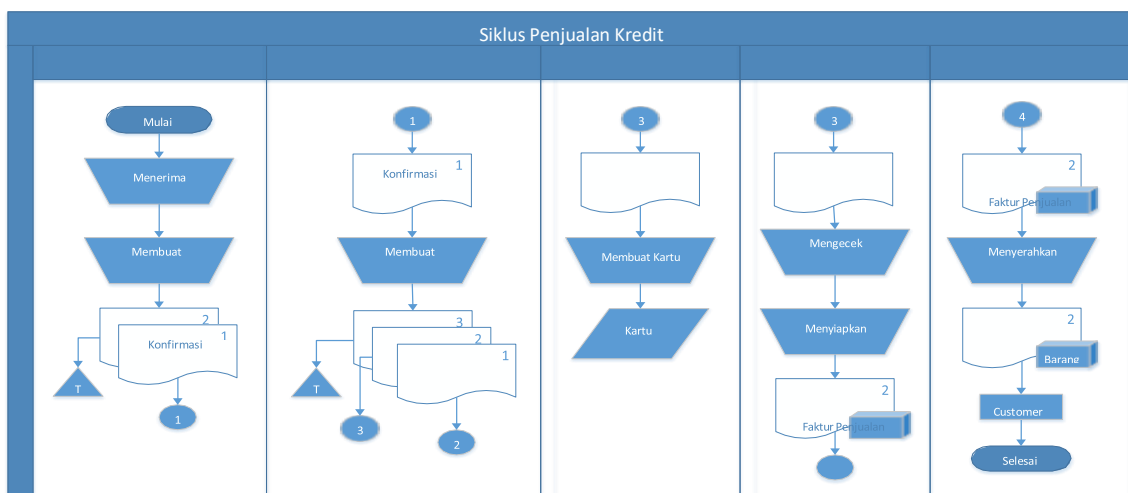 Siklus Penjualan Kredit
Mulai
Menerima
Membuat
2
1
Konfirmasi
T
1
1
1
Konfirmasi
Membuat
3
2
1
T
3
2
3
Membuat Kartu
Kartu
3
Mengecek
Menyiapkan
2
Faktur Penjualan
4
2
Faktur Penjualan
Menyerahkan
2
Barang
Customer
Selesai